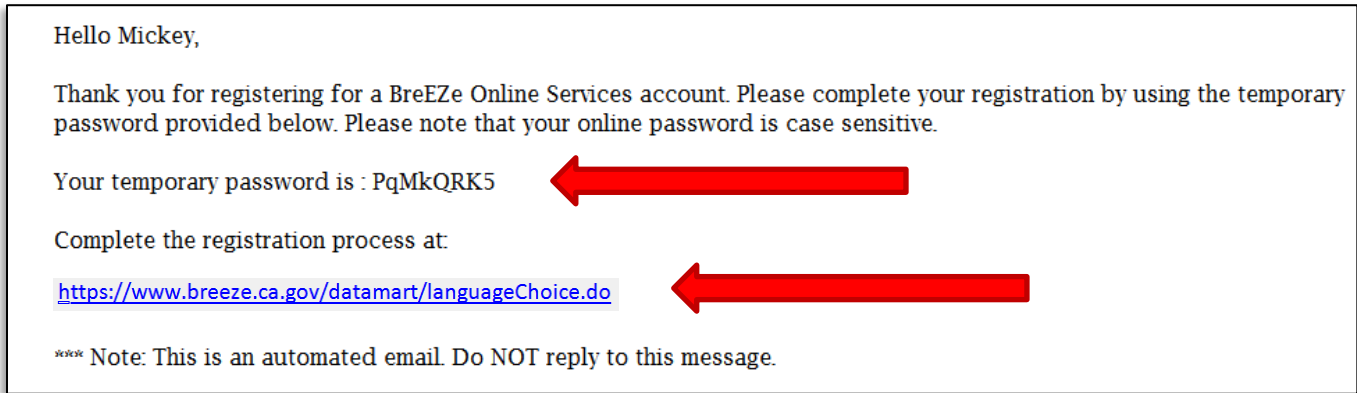 Hello Mickey,
Thank you for registering for a BreEZe Online Services account. Please complete your registration by using the temporary
password provided below. Please note that your online password is case sensitive.
Your temporary password is : PqMkQRK5
Complete the registration process at:
https://www.breeze.ca.gov/datamart/languageChoice.do
*** Note: This is an automated email. Do NOT reply to this message.